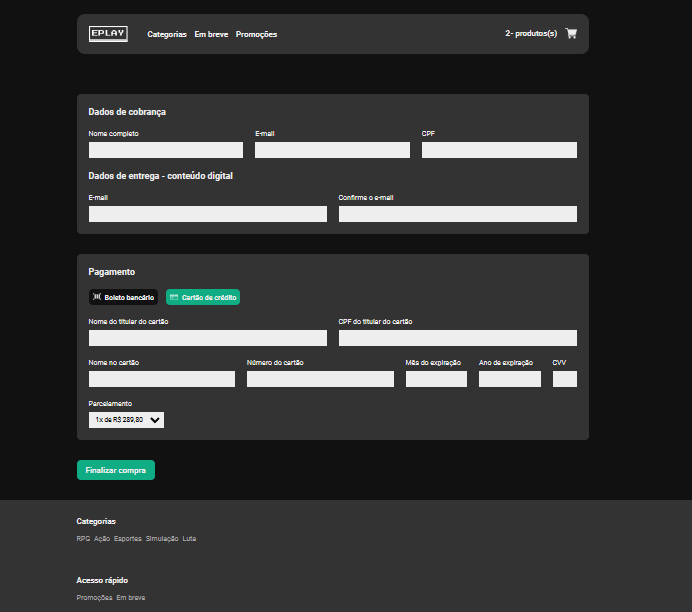 EPLAY Categorias Em breve Promoções 2- produtos(s)
Dados de cobrança
Nome completo E-mail CPF
Dados de entrega - conteúdo digital
E-mail Confirme o e-mail
Pagamento
Boleto bancário Cartão de crédito
Nome do titular do cartão CPF do titular do cartão
Nome no cartão Número do cartão Mês do expiração Ano de expiração CVV
Parcelamento
1x de R$ 289,80
Finalizar compra
Categorias
RPG Ação Esportes Simulação Luta
Acesso rápido
Promoções Em breve